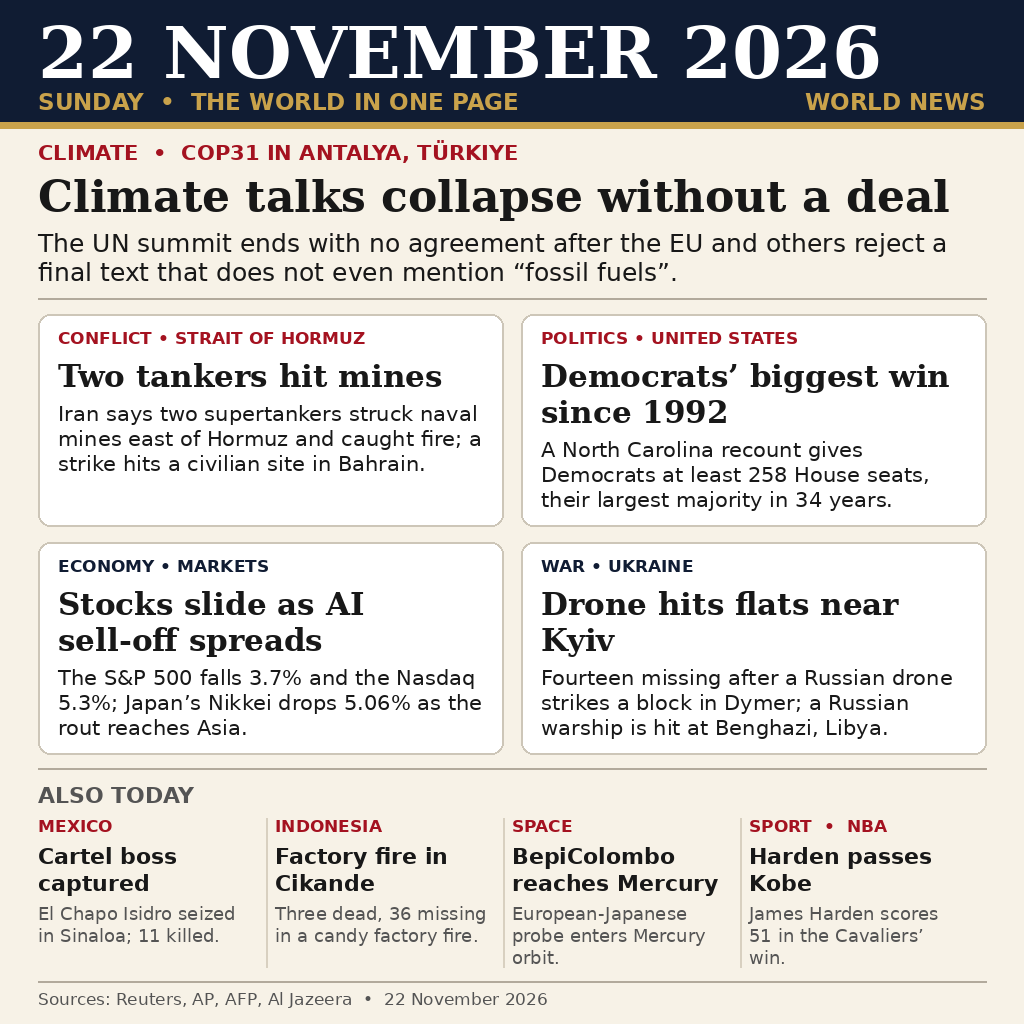 22 NOVEMBER 2026
SUNDAY • THE WORLD IN ONE PAGE
WORLD NEWS
CLIMATE • COP31 IN ANTALYA, TÜRKIYE
Climate talks collapse without a deal
The UN summit ends with no agreement after the EU and others reject a
final text that does not even mention “fossil fuels”.
CONFLICT • STRAIT OF HORMUZ
Two tankers hit mines
Iran says two supertankers struck naval
mines east of Hormuz and caught fire; a
strike hits a civilian site in Bahrain.
POLITICS • UNITED STATES
Democrats’ biggest win
since 1992
A North Carolina recount gives
Democrats at least 258 House seats,
their largest majority in 34 years.
ECONOMY • MARKETS
Stocks slide as AI
sell-off spreads
The S&P 500 falls 3.7% and the Nasdaq
5.3%; Japan’s Nikkei drops 5.06% as the
rout reaches Asia.
WAR • UKRAINE
Drone hits flats near
Kyiv
Fourteen missing after a Russian drone
strikes a block in Dymer; a Russian
warship is hit at Benghazi, Libya.
ALSO TODAY
MEXICO
Cartel boss
captured
El Chapo Isidro seized
in Sinaloa; 11 killed.
INDONESIA
Factory fire in
Cikande
Three dead, 36 missing
in a candy factory fire.
SPACE
BepiColombo
reaches Mercury
European-Japanese
probe enters Mercury
orbit.
SPORT • NBA
Harden passes
Kobe
James Harden scores
51 in the Cavaliers’
win.
Sources: Reuters, AP, AFP, Al Jazeera • 22 November 2026